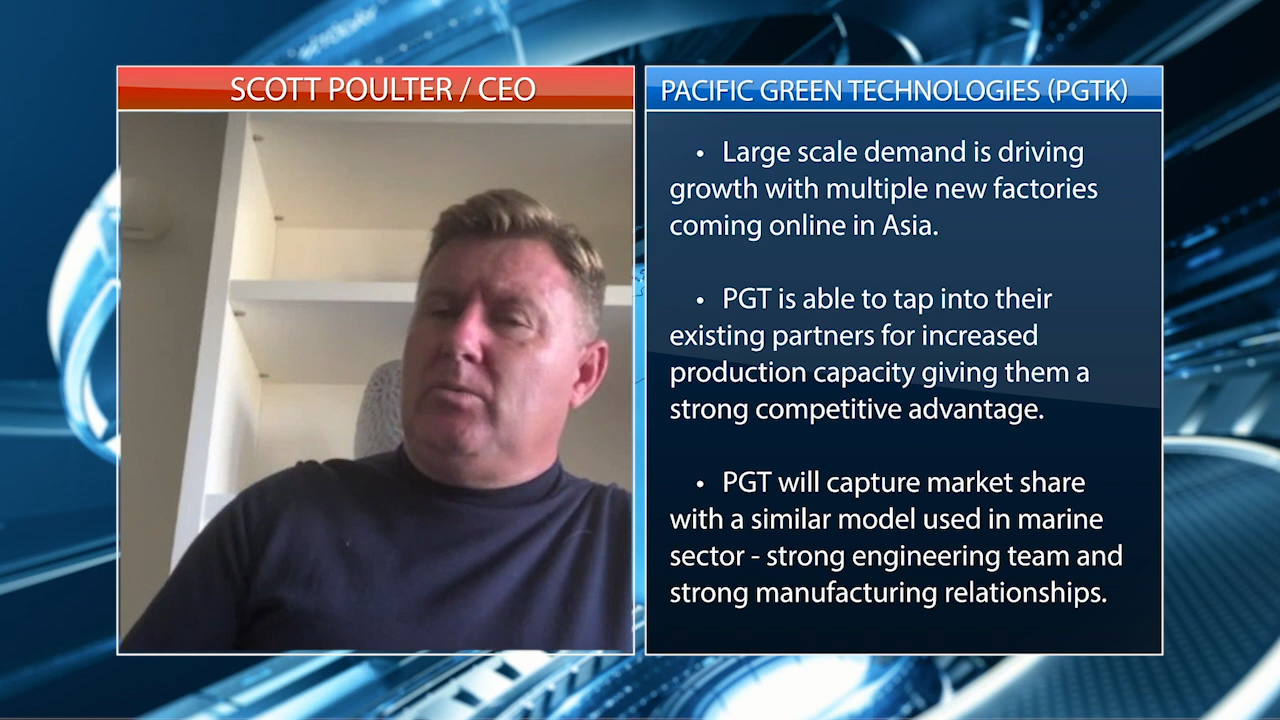 SCOTT POULTER / CEO
PACIFIC GREEN TECHNOLOGIES (PGTK)
• Large scale demand is driving
growth with multiple new factories
coming online in Asia.
• PGT is able to tap into their
existing partners for increased
production capacity giving them a
strong competitive advantage.
• PGT will capture market share
with a similar model used in marine
sector - strong engineering team and
strong manufacturing relationships.